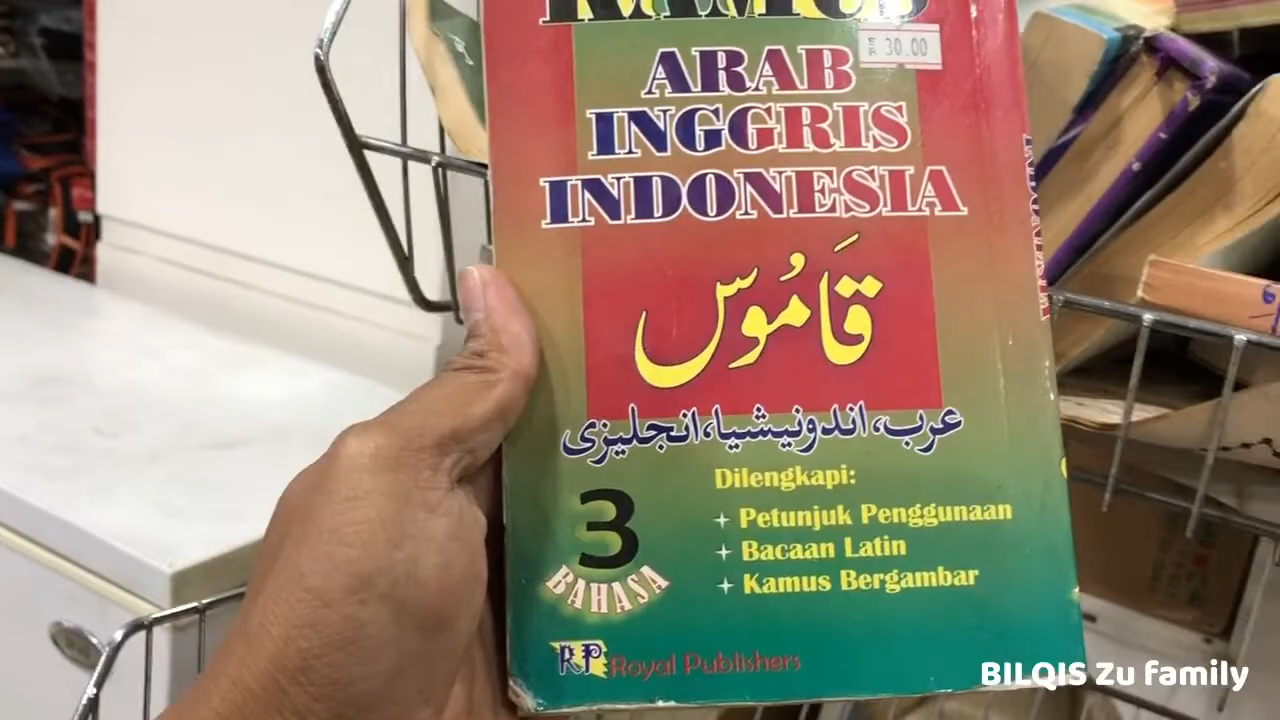 SR 30.00
ARAB
INGGRIS
INDONESIA
قَامُوس
عرب، اندونيشيا، انجليزى
Dilengkapi:
Petunjuk Penggunaan
Bacaan Latin
Kamus Bergambar
3
BAHASA
RP Royal Publishers
BILQIS Zu family